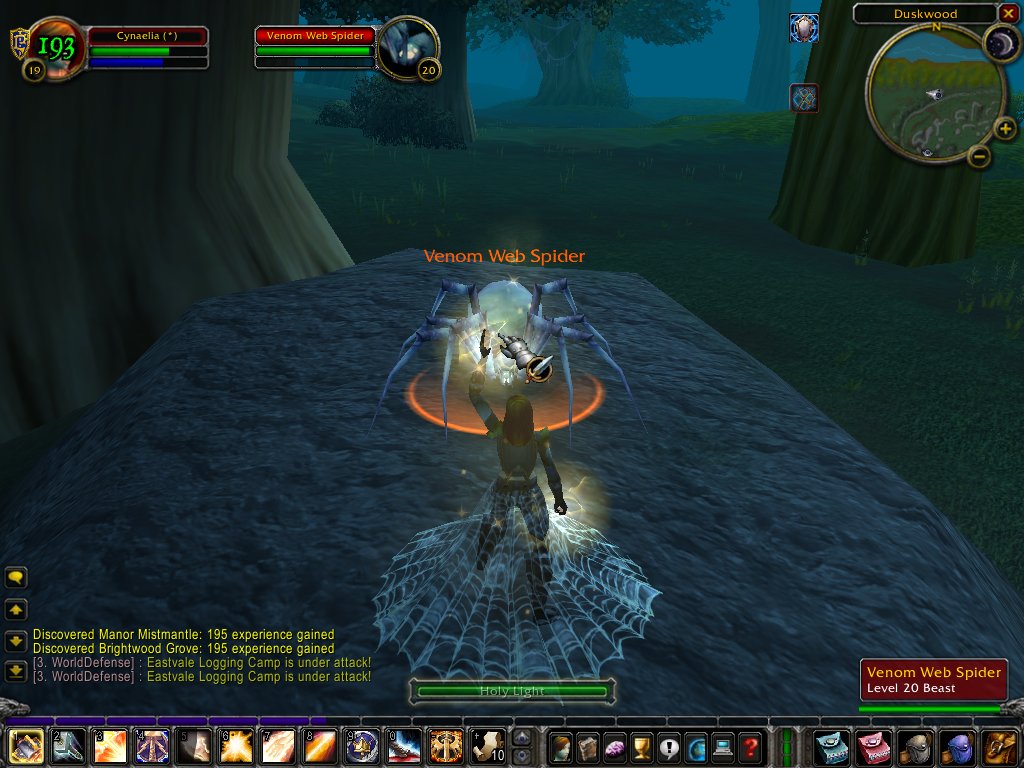 Cynaelia (*)
193
19
Venom Web Spider
20
Duskwood
N
Venom Web Spider
Discovered Manor Mistmantle: 195 experience gained
Discovered Brightwood Grove: 195 experience gained
[3. WorldDefense] : Eastvale Logging Camp is under attack!
[3. WorldDefense] : Eastvale Logging Camp is under attack!
Holy Light
Venom Web Spider
Level 20 Beast
2 3 4 5 6 7 8 9 0 - +
10